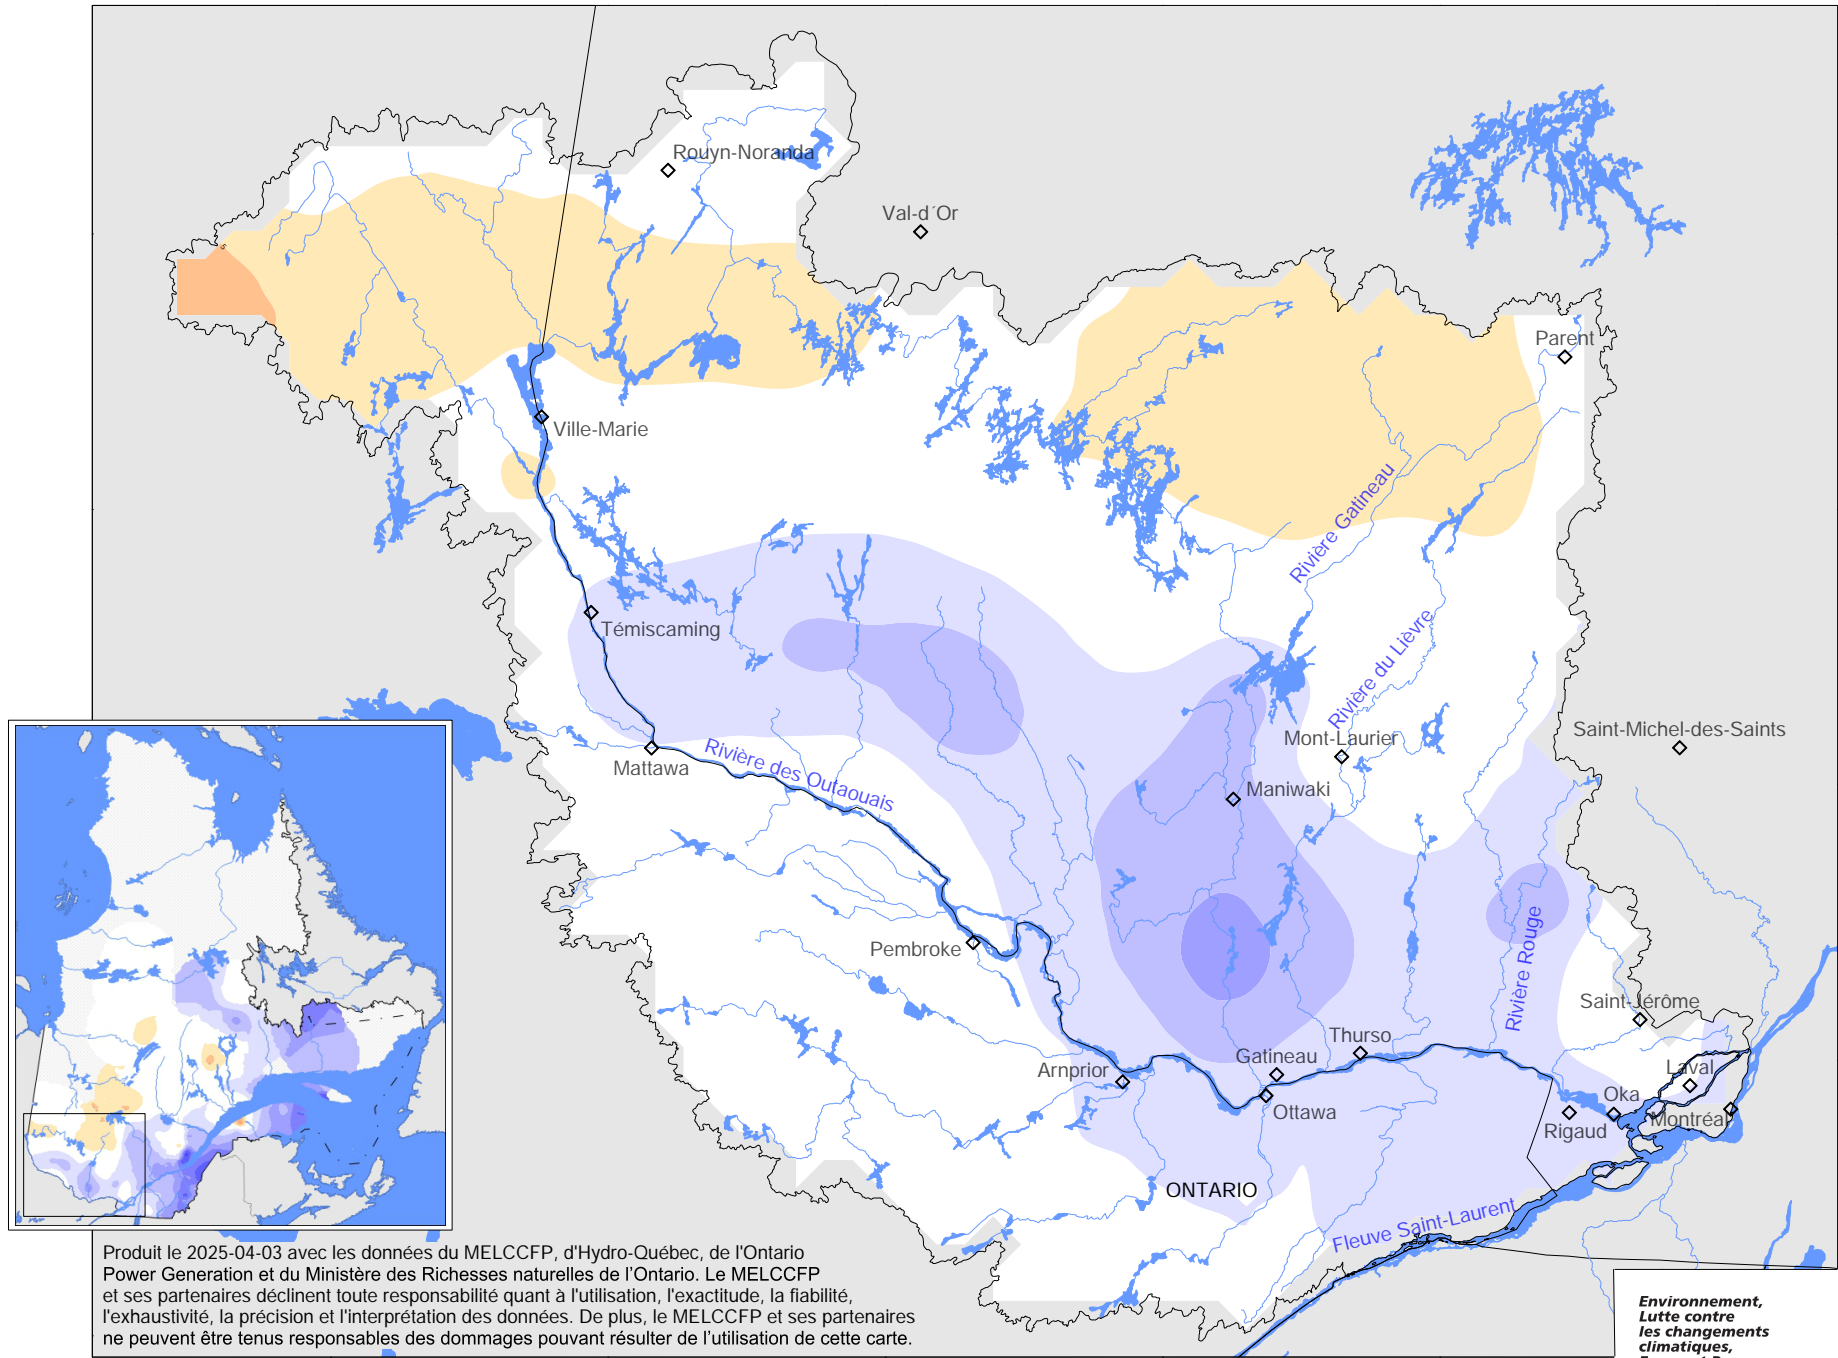 Rouyn-Noranda
Val-d´Or
Parent
Ville-Marie
Rivière Gatineau
Témiscaming
Rivière du Lièvre
Saint-Michel-des-Saints
Mont-Laurier
Mattawa
Rivière des Outaouais
Maniwaki
Pembroke
Rivière Rouge
Saint-Jérôme
Thurso
Gatineau
Arnprior
Laval
Oka
Ottawa
Montréal
Rigaud
ONTARIO
Fleuve Saint-Laurent
Produit le 2025-04-03 avec les données du MELCCFP, d'Hydro-Québec, de l'Ontario
Power Generation et du Ministère des Richesses naturelles de l'Ontario. Le MELCCFP
et ses partenaires déclinent toute responsabilité quant à l'utilisation, l'exactitude, la fiabilité,
l'exhaustivité, la précision et l'interprétation des données. De plus, le MELCCFP et ses partenaires
ne peuvent être tenus responsables des dommages pouvant résulter de l'utilisation de cette carte.
Environnement,
Lutte contre
les changements
climatiques,